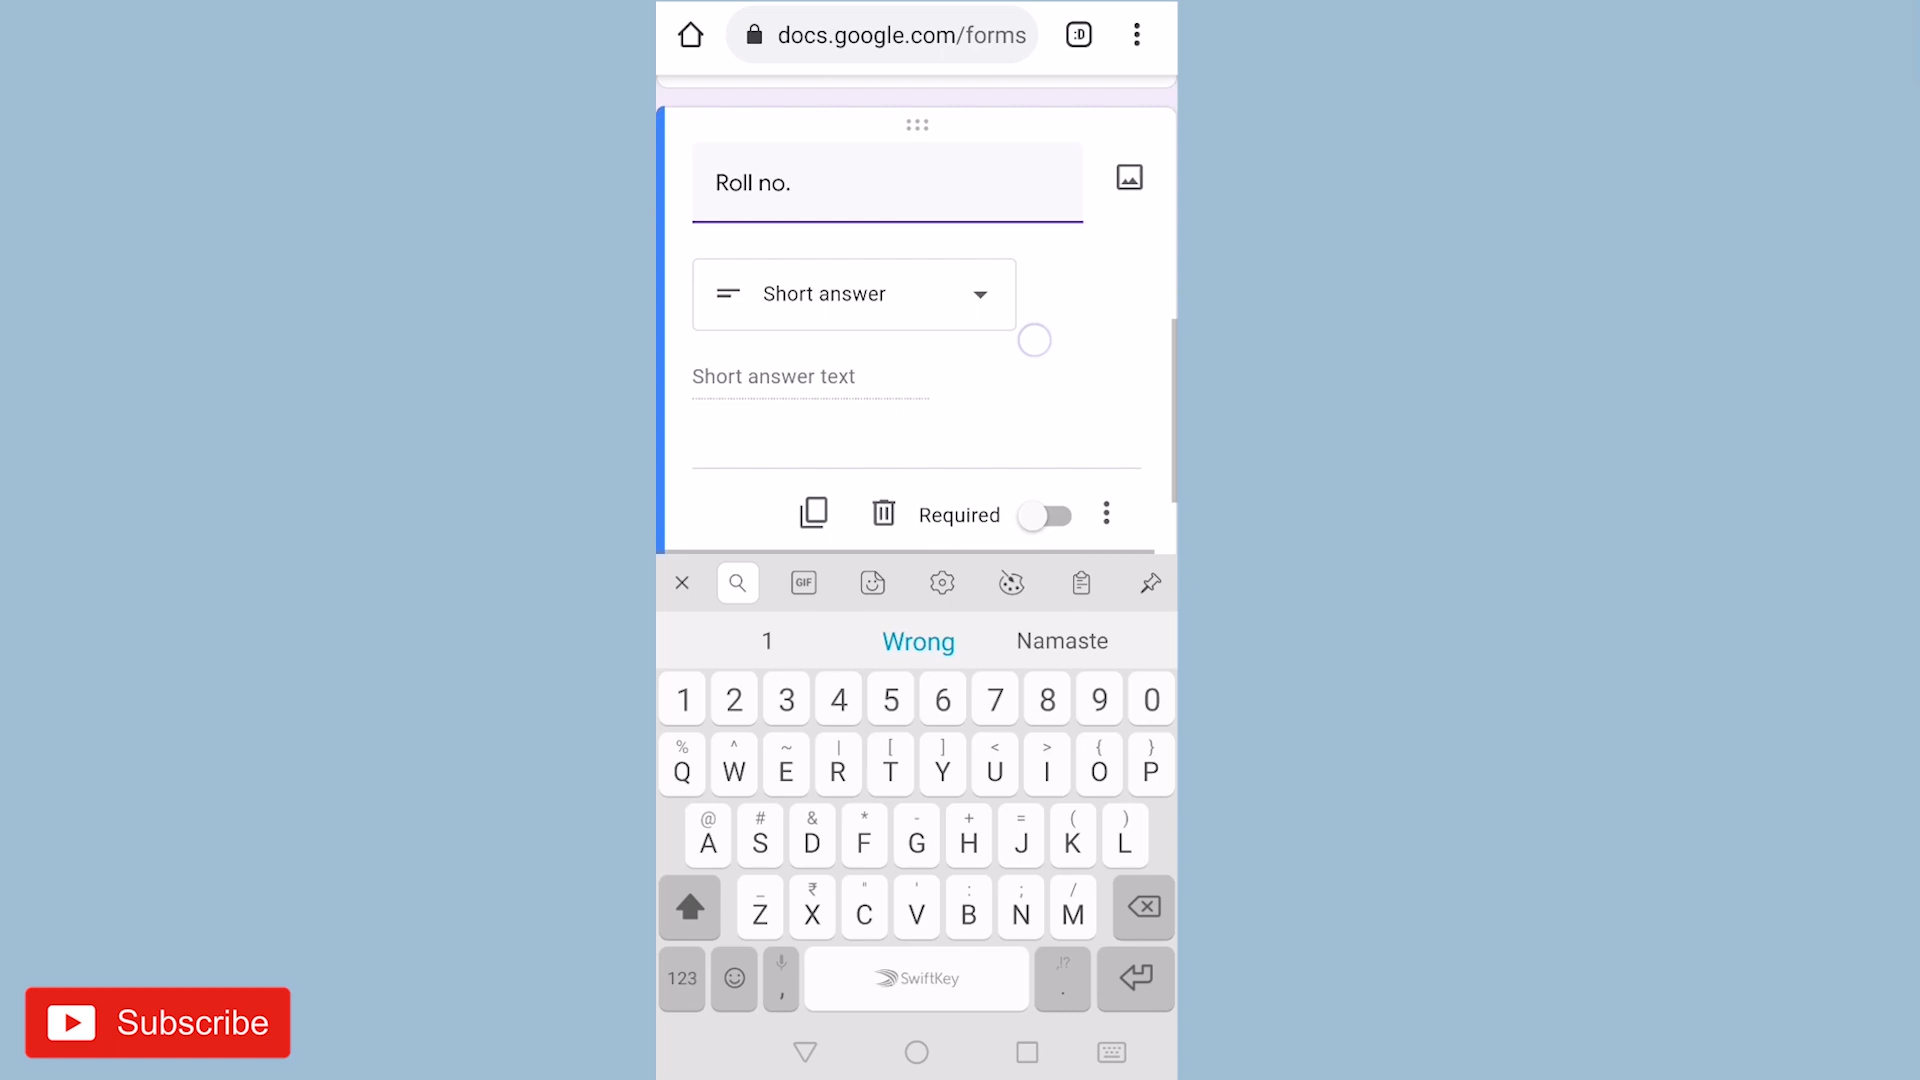 docs.google.com/forms
:D
Roll no.
Short answer
Short answer text
Required
GIF
1 Wrong Namaste
1 2 3 4 5 6 7 8 9 0
% ^ ~ | [ ] < > { }
Q W E R T Y U I O P
@ # & * - + = ( )
A S D F G H J K L
_ ₹ " ' : ; /
Z X C V B N M
,!?
123 , SwiftKey .
Subscribe